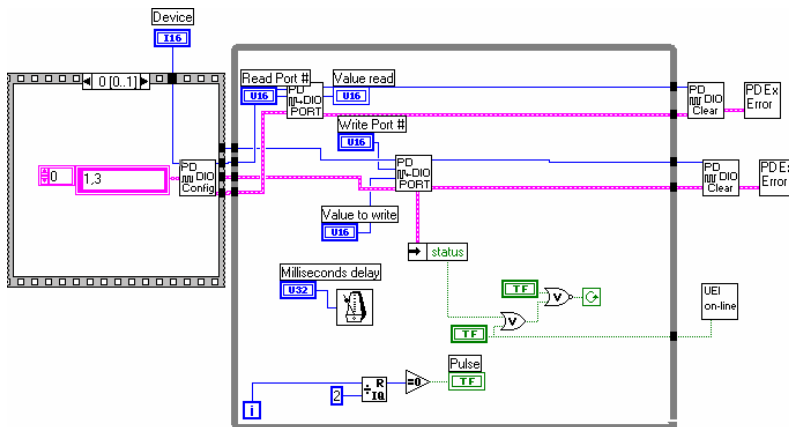 Device
I16
0 [0..1]
Read Port #
U16
PD
DIO
PORT
Value read
U16
PD
DIO
Clear
PD Ex
Error
Write Port #
U16
PD
DIO
PORT
0
1,3
PD
DIO
Config
PD
DIO
Clear
PD Ex
Error
Value to write
U16
status
Milliseconds delay
U32
TF
V
V
TF
UEI
on-line
Pulse
TF
R
IQ
=0
2
i